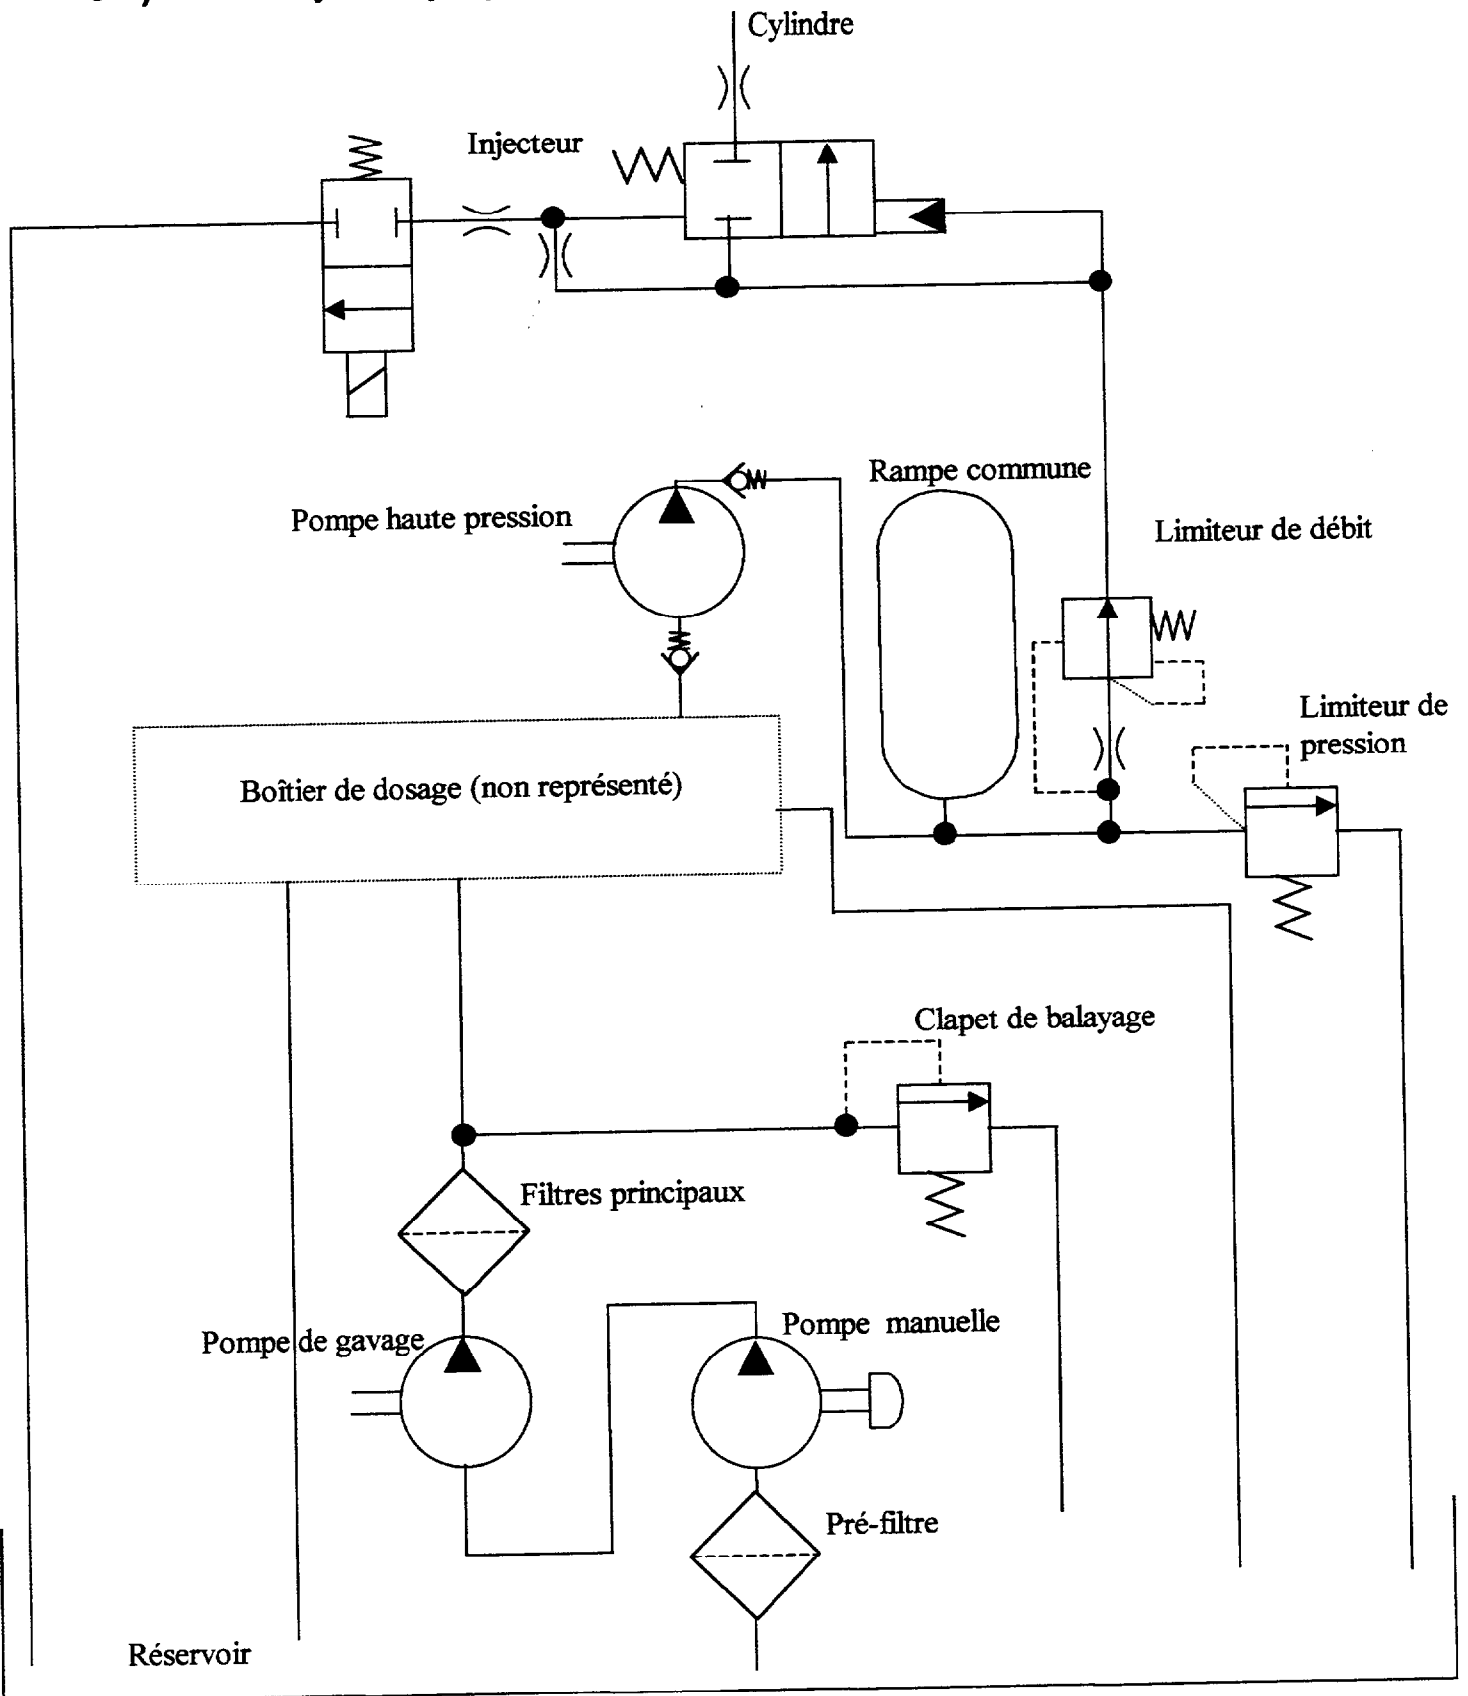 Cylindre
Injecteur
Rampe commune
Pompe haute pression
Limiteur de débit
Limiteur de
pression
Boîtier de dosage (non représenté)
Clapet de balayage
Filtres principaux
Pompe de gavage
Pompe manuelle
Pré-filtre
Réservoir